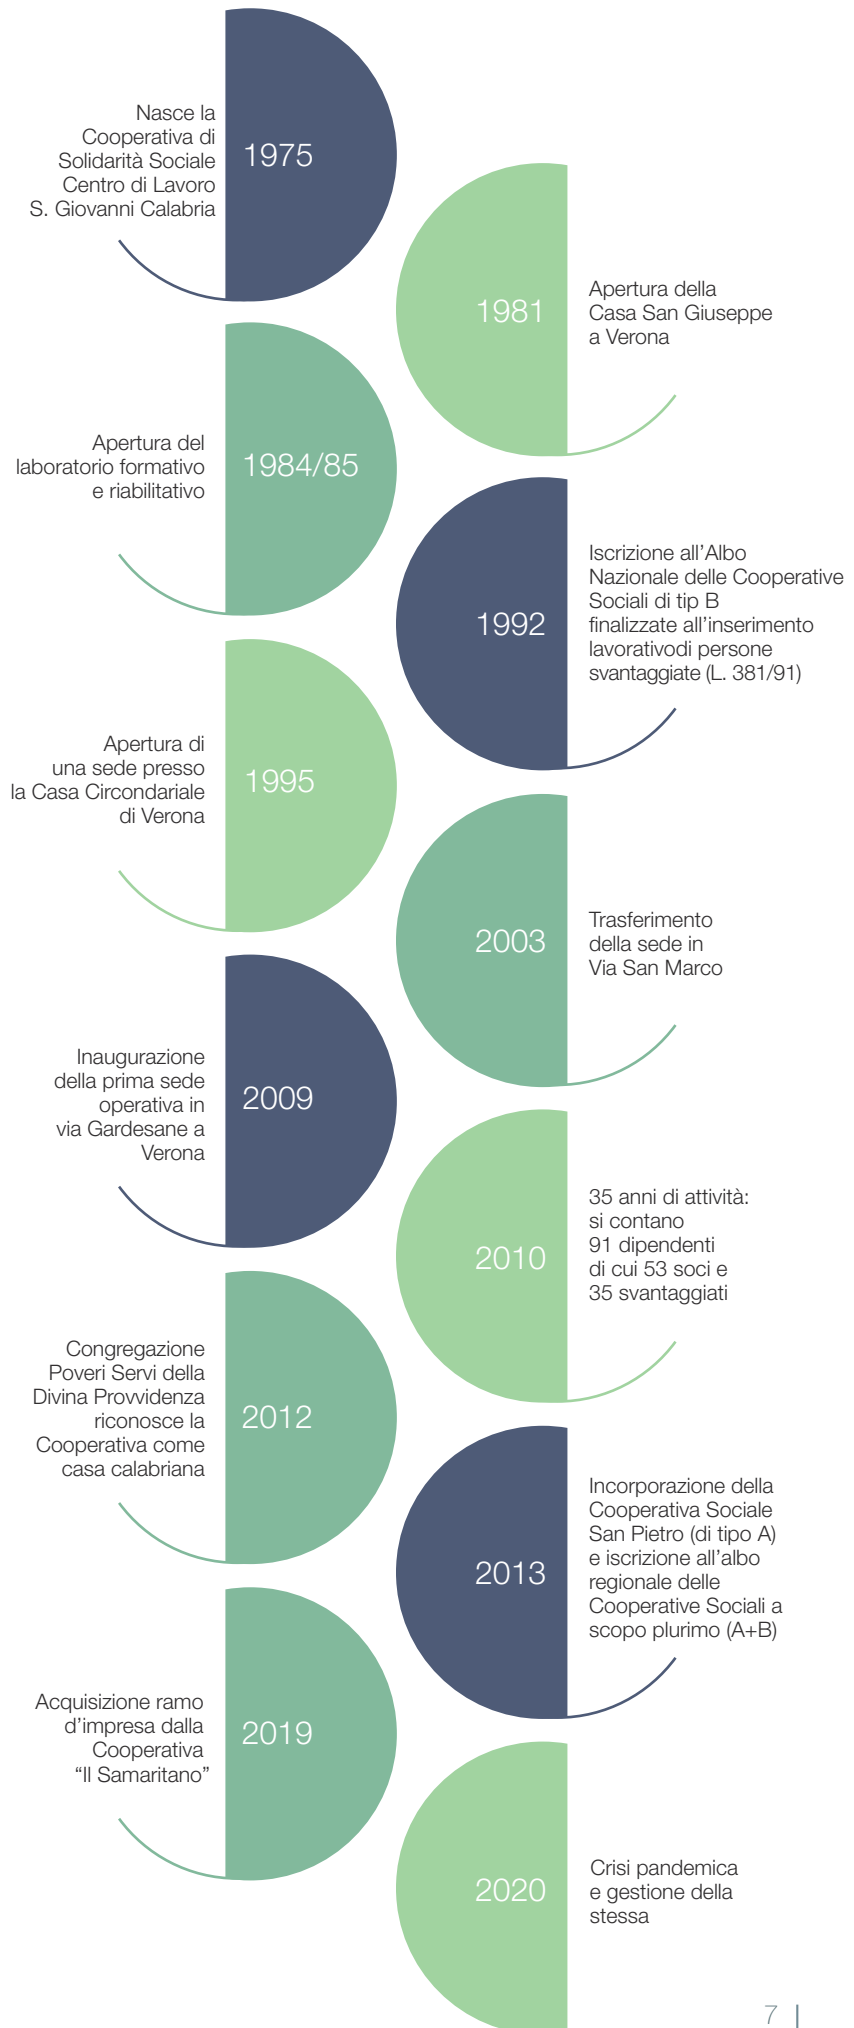 Nasce la
Cooperativa di
Solidarità Sociale
Centro di Lavoro
S. Giovanni Calabria
1975
1981
Apertura della
Casa San Giuseppe
a Verona
Apertura del
laboratorio formativo
e riabilitativo
1984/85
1992
Iscrizione all'Albo
Nazionale delle Cooperative
Sociali di tip B
finalizzate all'inserimento
lavorativodi persone
svantaggiate (L. 381/91)
Apertura di
una sede presso
la Casa Circondariale
di Verona
1995
2003
Trasferimento
della sede in
Via San Marco
Inaugurazione
della prima sede
operativa in
via Gardesane a
Verona
2009
2010
35 anni di attività:
si contano
91 dipendenti
di cui 53 soci e
35 svantaggiati
Congregazione
Poveri Servi della
Divina Provvidenza
riconosce la
Cooperativa come
casa calabriana
2012
2013
Incorporazione della
Cooperativa Sociale
San Pietro (di tipo A)
e iscrizione all'albo
regionale delle
Cooperative Sociali a
scopo plurimo (A+B)
Acquisizione ramo
d'impresa dalla
Cooperativa
“Il Samaritano”
2019
2020
Crisi pandemica
e gestione della
stessa
7 |